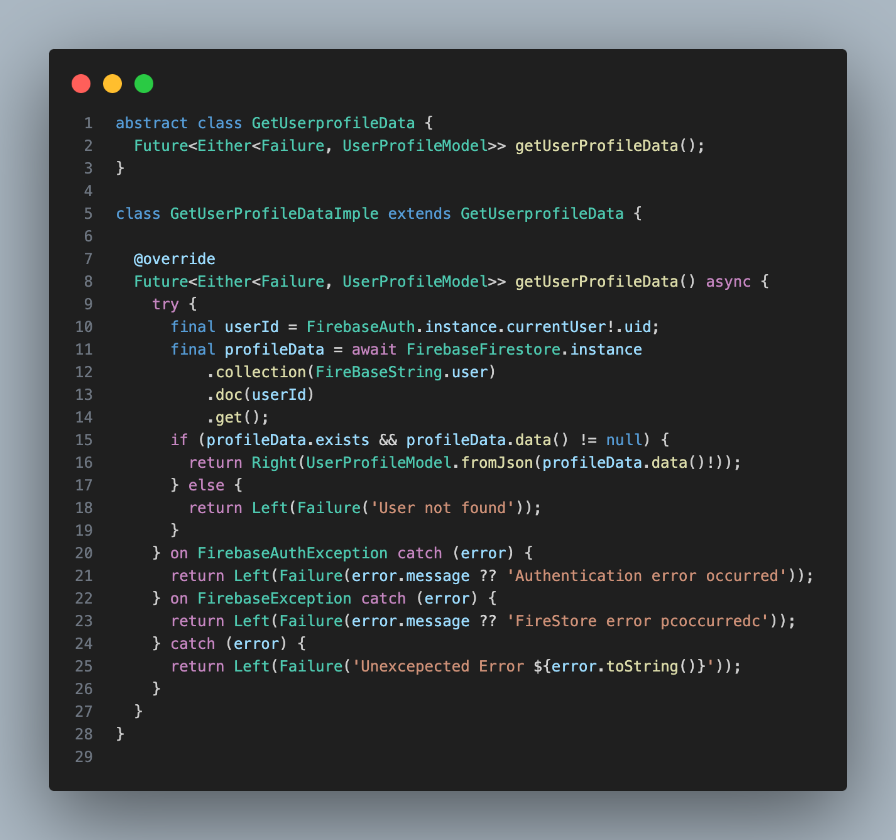 1 abstract class GetUserprofileData {
2   Future<Either<Failure, UserProfileModel>> getUserProfileData();
3 }
4
5 class GetUserProfileDataImple extends GetUserprofileData {
6
7   @override
8   Future<Either<Failure, UserProfileModel>> getUserProfileData() async {
9     try {
10       final userId = FirebaseAuth.instance.currentUser!.uid;
11       final profileData = await FirebaseFirestore.instance
12           .collection(FireBaseString.user)
13           .doc(userId)
14           .get();
15       if (profileData.exists && profileData.data() != null) {
16         return Right(UserProfileModel.fromJson(profileData.data()!));
17       } else {
18         return Left(Failure('User not found'));
19       }
20     } on FirebaseAuthException catch (error) {
21       return Left(Failure(error.message ?? 'Authentication error occurred'));
22     } on FirebaseException catch (error) {
23       return Left(Failure(error.message ?? 'FireStore error pcoccurredc'));
24     } catch (error) {
25       return Left(Failure('Unexcepected Error ${error.toString()}'));
26     }
27   }
28 }
29